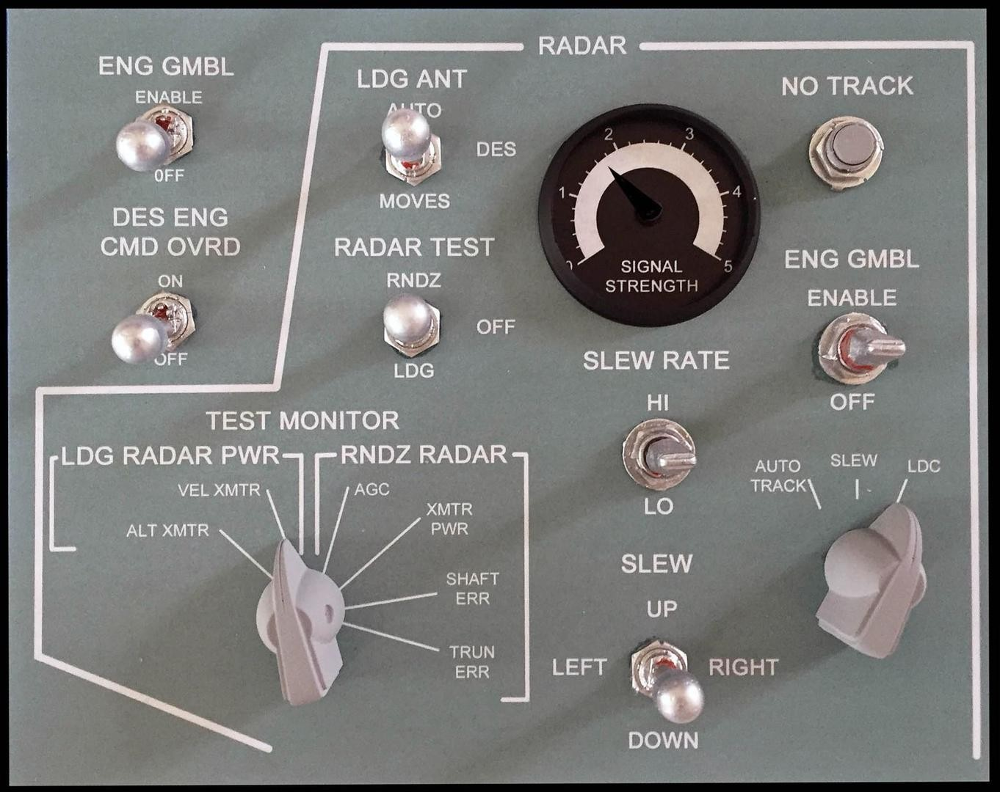 RADAR
ENG GMBL
ENABLE
0FF
DES ENG
CMD OVRD
ON
OFF
LDG ANT
AUTO
DES
MOVES
RADAR TEST
RNDZ
OFF
LDG
0
1
2
3
4
5
SIGNAL
STRENGTH
NO TRACK
ENG GMBL
ENABLE
OFF
SLEW RATE
HI
LO
AUTO
TRACK
SLEW
LDC
TEST MONITOR
LDG RADAR PWR
RNDZ RADAR
VEL XMTR
ALT XMTR
AGC
XMTR
PWR
SHAFT
ERR
TRUN
ERR
SLEW
UP
LEFT
RIGHT
DOWN